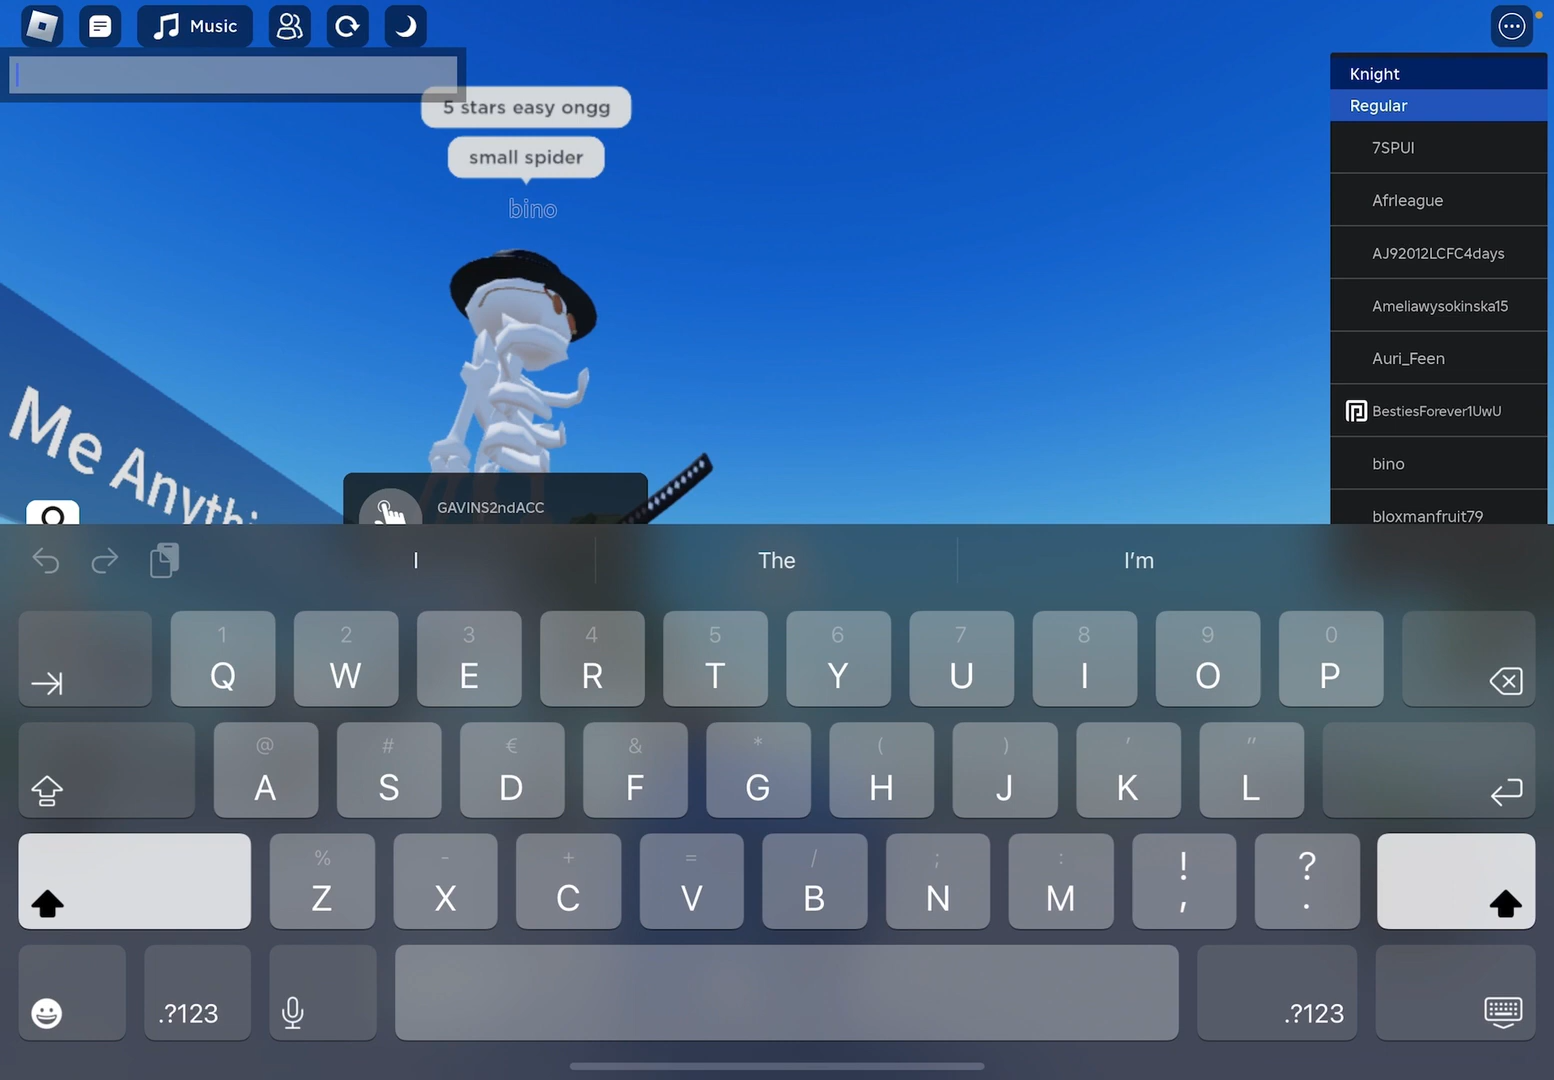 Music
5 stars easy ongg
small spider
bino
Me Anythi
GAVINS2ndACC
Knight
Regular
7SPUI
Afrleague
AJ92012LCFC4days
Ameliawysokinska15
Auri_Feen
BestiesForever1UwU
bino
bloxmanfruit79
I The I'm
1 2 3 4 5 6 7 8 9 0
Q W E R T Y U I O P
@ # € & * ( ) ' "
A S D F G H J K L
% - + = / ; : ! ?
Z X C V B N M , .
.?123 .?123